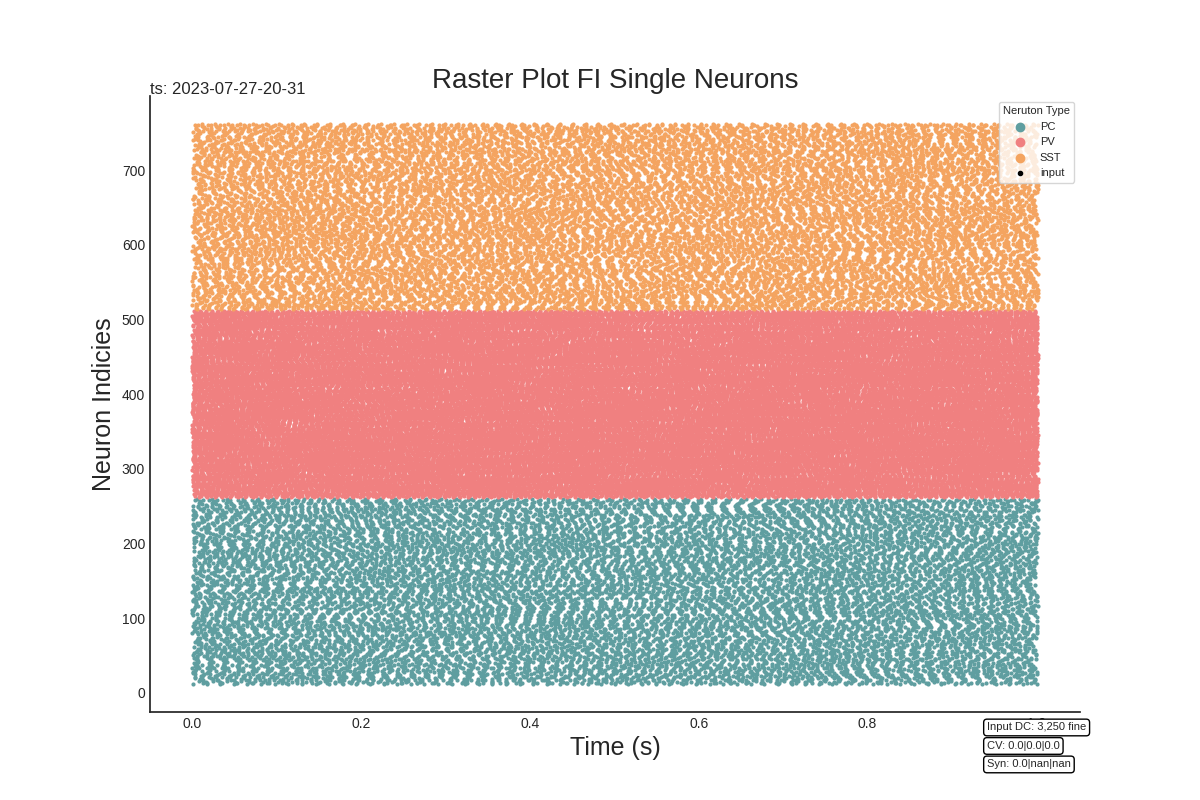 Raster Plot FI Single Neurons
ts: 2023-07-27-20-31
Neruton Type
PC
PV
SST
input
Neuron Indicies
700
600
500
400
300
200
100
0
0.0 0.2 0.4 0.6 0.8
Time (s)
Input DC: 3,250 fine
CV: 0.0|0.0|0.0
Syn: 0.0|nan|nan